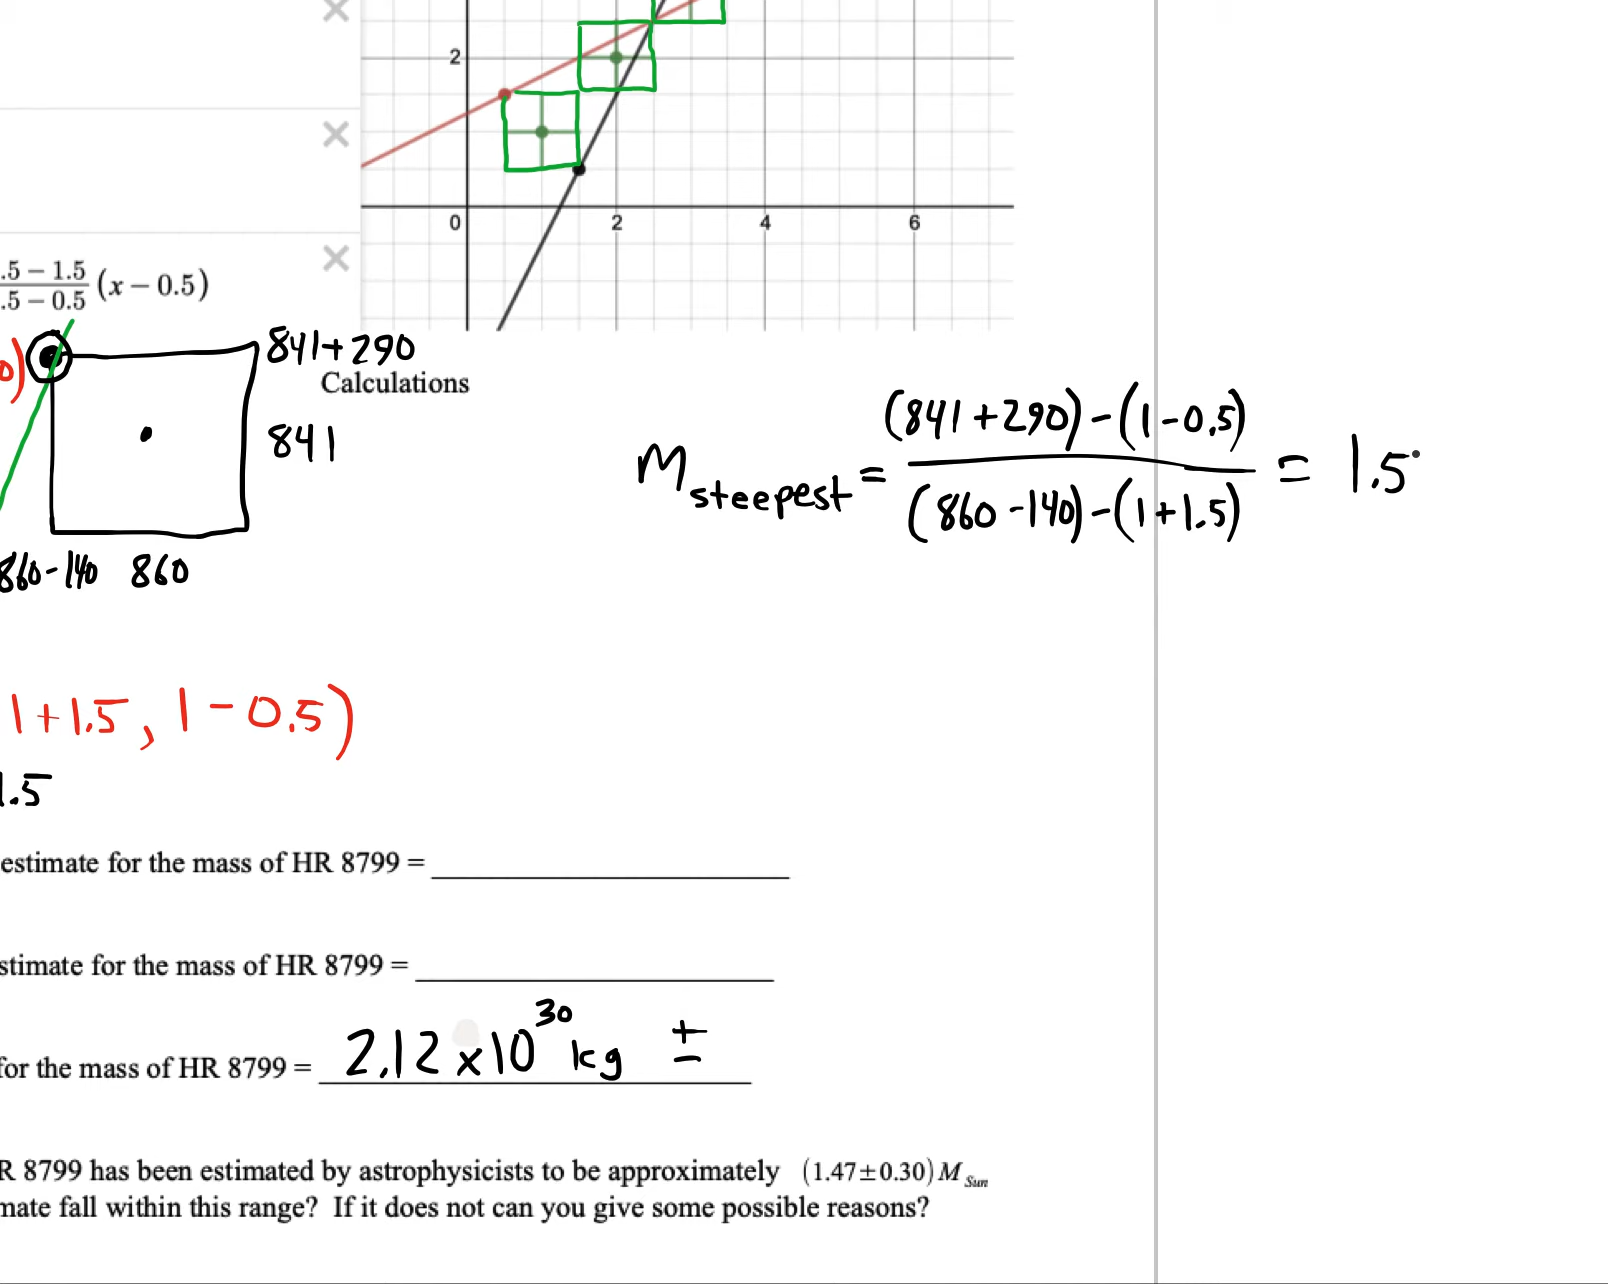 2
0 2 4 6
.5 – 1.5
.5 – 0.5
(x – 0.5)
841+290
Calculations
841
860-140 860
M steepest = (841+290)-(1-0.5) / (860-140)-(1+1.5) = 1.5
1+1.5, 1-0.5)
1.5
estimate for the mass of HR 8799 =
stimate for the mass of HR 8799 =
for the mass of HR 8799 = 2.12 x10^30 kg ±
R 8799 has been estimated by astrophysicists to be approximately (1.47±0.30) M Sun
mate fall within this range? If it does not can you give some possible reasons?